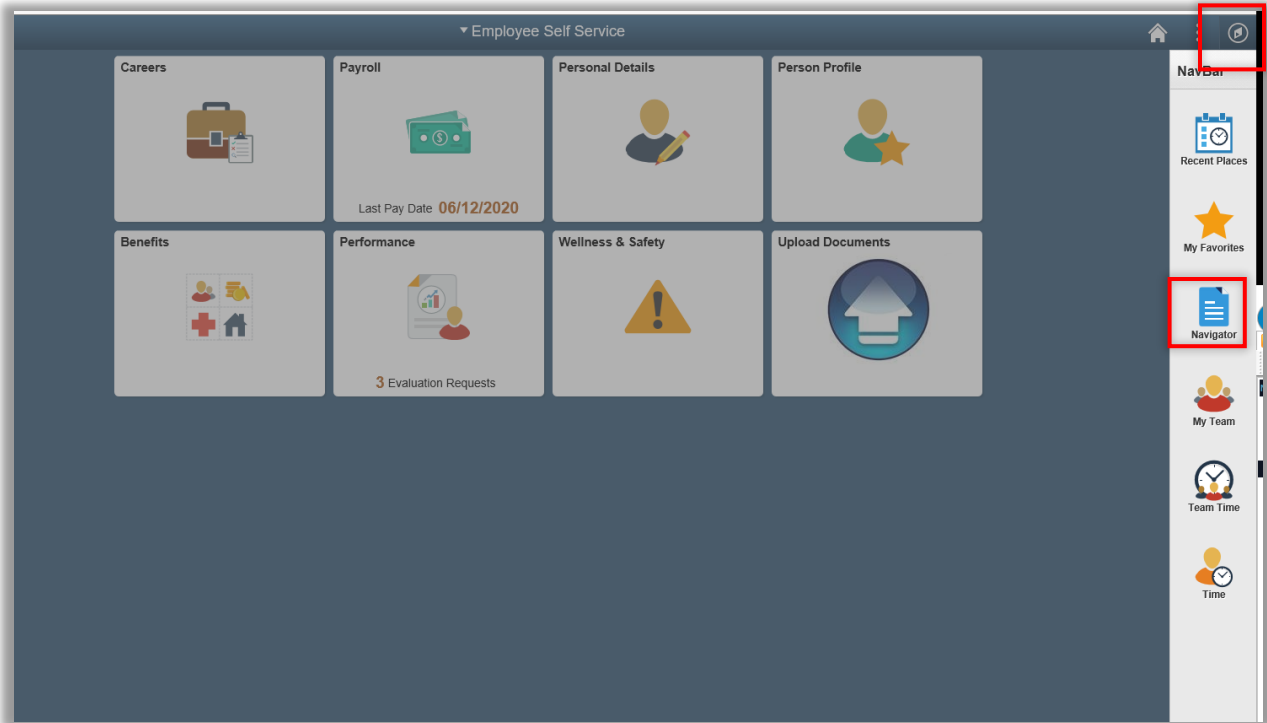 Employee Self Service
NavBar
Careers
Payroll
Personal Details
Person Profile
Last Pay Date 06/12/2020
Benefits
Performance
Wellness & Safety
Upload Documents
3 Evaluation Requests
Recent Places
My Favorites
Navigator
My Team
Team Time
Time